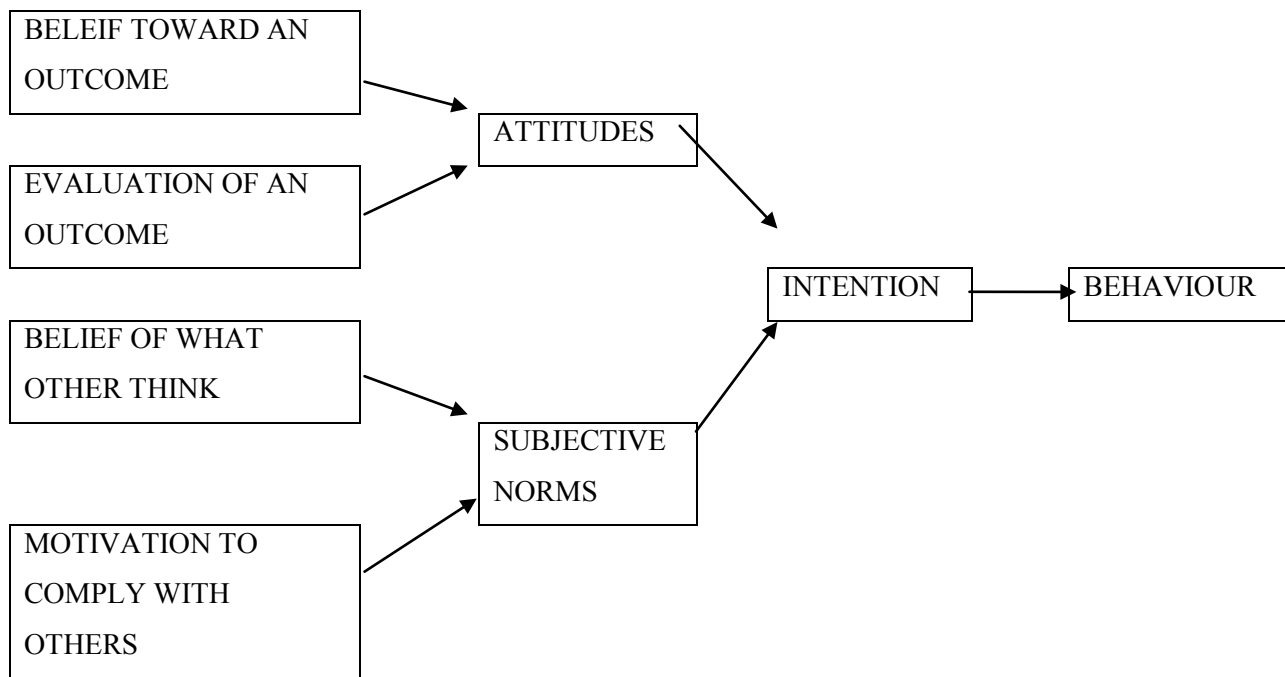 BELEIF TOWARD AN
OUTCOME
EVALUATION OF AN
OUTCOME
BELIEF OF WHAT
OTHER THINK
MOTIVATION TO
COMPLY WITH
OTHERS
ATTITUDES
SUBJECTIVE
NORMS
INTENTION
BEHAVIOUR